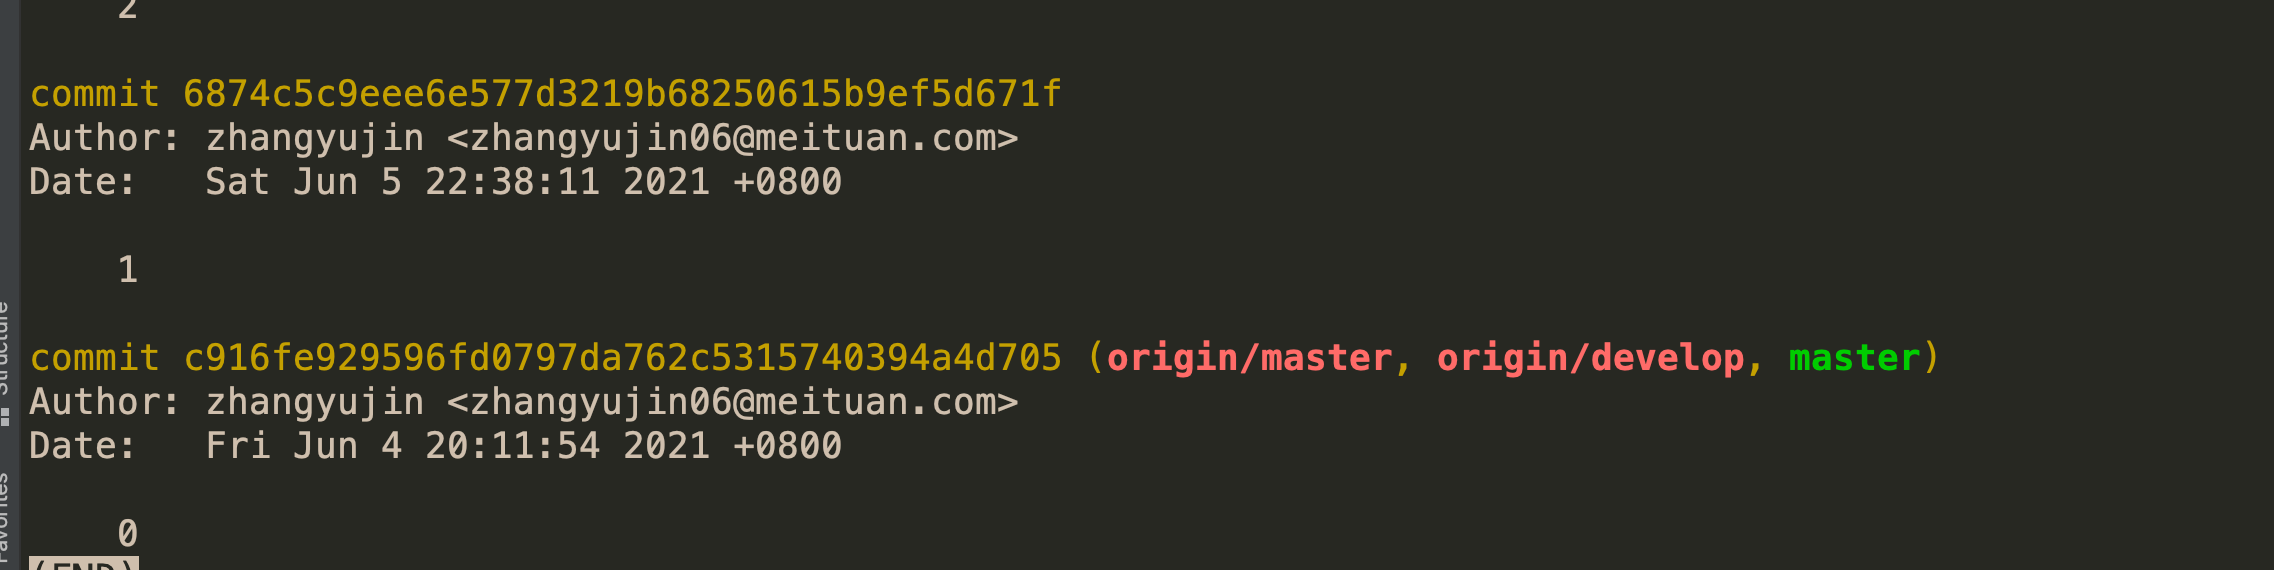 2
commit 6874c5c9eee6e577d3219b68250615b9ef5d671f
Author: zhangyujin <zhangyujin06@meituan.com>
Date:   Sat Jun 5 22:38:11 2021 +0800
1
commit c916fe929596fd0797da762c5315740394a4d705 (origin/master, origin/develop, master)
Author: zhangyujin <zhangyujin06@meituan.com>
Date:   Fri Jun 4 20:11:54 2021 +0800
0
(END)
Structure
Favorites